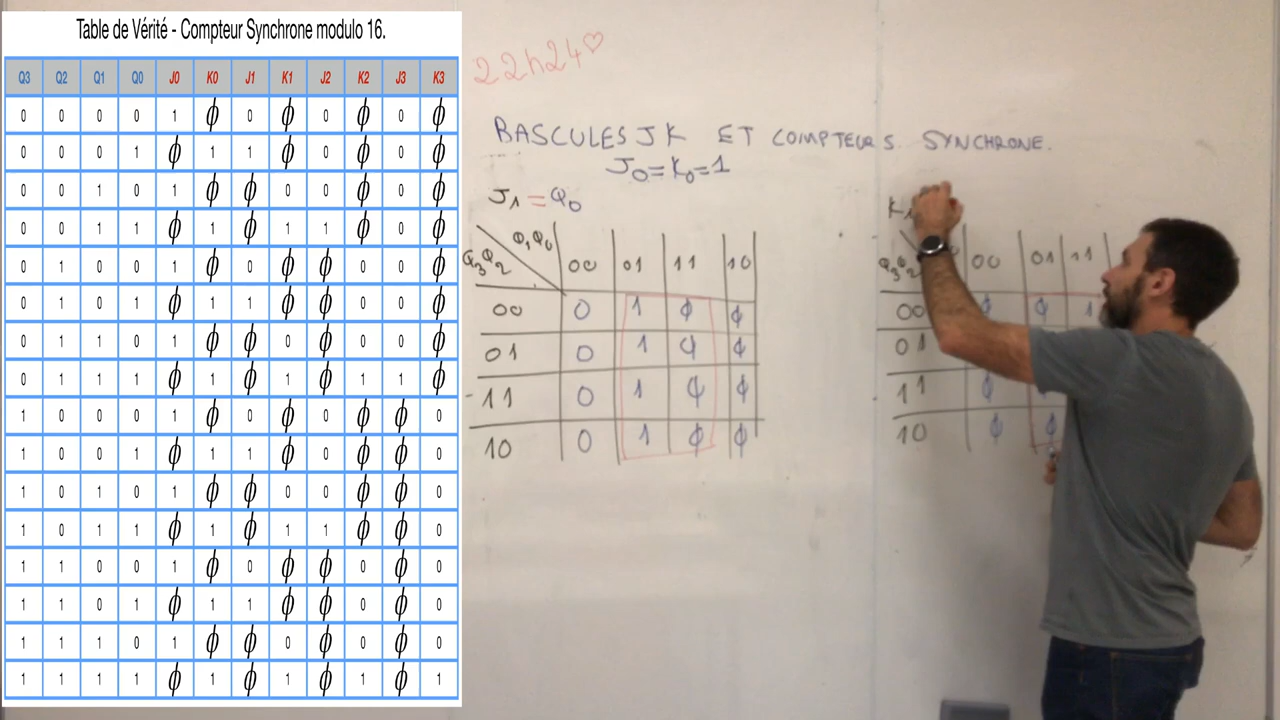 Table de Vérité - Compteur Synchrone modulo 16.
Q3 Q2 Q1 Q0 J0 K0 J1 K1 J2 K2 J3 K3
0 0 0 0 1 ϕ 0 ϕ 0 ϕ 0 ϕ
0 0 0 1 ϕ 1 1 ϕ 0 ϕ 0 ϕ
0 0 1 0 1 ϕ ϕ 0 0 ϕ 0 ϕ
0 0 1 1 ϕ 1 ϕ 1 1 ϕ 0 ϕ
0 1 0 0 1 ϕ 0 ϕ ϕ 0 0 ϕ
0 1 0 1 ϕ 1 1 ϕ ϕ 0 0 ϕ
0 1 1 0 1 ϕ ϕ 0 ϕ 0 0 ϕ
0 1 1 1 ϕ 1 ϕ 1 ϕ 1 1 ϕ
1 0 0 0 1 ϕ 0 ϕ 0 ϕ ϕ 0
1 0 0 1 ϕ 1 1 ϕ 0 ϕ ϕ 0
1 0 1 0 1 ϕ ϕ 0 0 ϕ ϕ 0
1 0 1 1 ϕ 1 ϕ 1 1 ϕ ϕ 0
1 1 0 0 1 ϕ 0 ϕ ϕ 0 ϕ 0
1 1 0 1 ϕ 1 1 ϕ ϕ 0 ϕ 0
1 1 1 0 1 ϕ ϕ 0 ϕ 0 ϕ 0
1 1 1 1 ϕ 1 ϕ 1 ϕ 1 ϕ 1
22h24♡
BASCULES JK ET COMPTEURS SYNCHRONE.
J0=K0=1
J1=Q0
Q3Q2 Q1Q0 00 01 11 10
00 0 1 ϕ ϕ
01 0 1 ϕ ϕ
11 0 1 ϕ ϕ
10 0 1 ϕ ϕ
K1
Q3Q2 00 01 11
00 ϕ ϕ 1
01
11 ϕ
10 ϕ ϕ